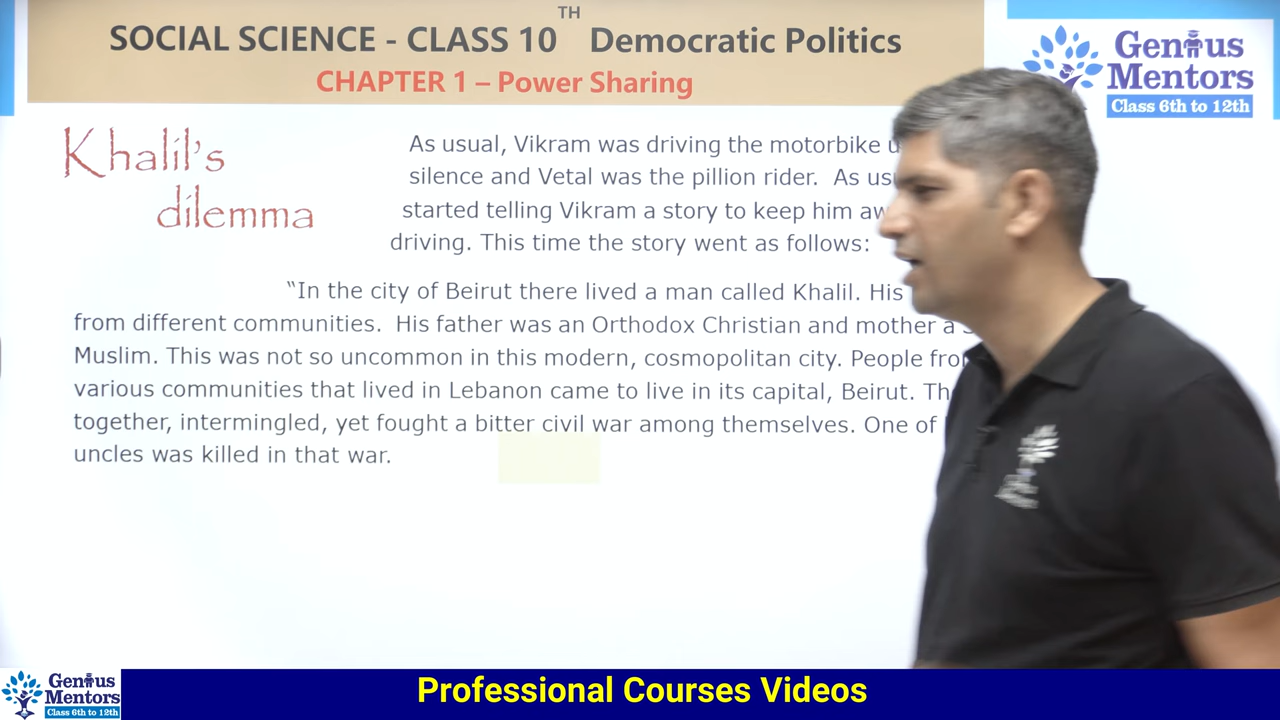 TH
SOCIAL SCIENCE - CLASS 10 Democratic Politics
CHAPTER 1 – Power Sharing
Genius
Mentors
Class 6th to 12th
Khalil's
dilemma
As usual, Vikram was driving the motorbike
silence and Vetal was the pillion rider. As
started telling Vikram a story to keep him
driving. This time the story went as follows:
“In the city of Beirut there lived a man called Khalil. His
from different communities. His father was an Orthodox Christian and mother a
Muslim. This was not so uncommon in this modern, cosmopolitan city. People
various communities that lived in Lebanon came to live in its capital, Beirut.
together, intermingled, yet fought a bitter civil war among themselves. One of
uncles was killed in that war.
Genius
Mentors
Class 6th to 12th
Professional Courses Videos